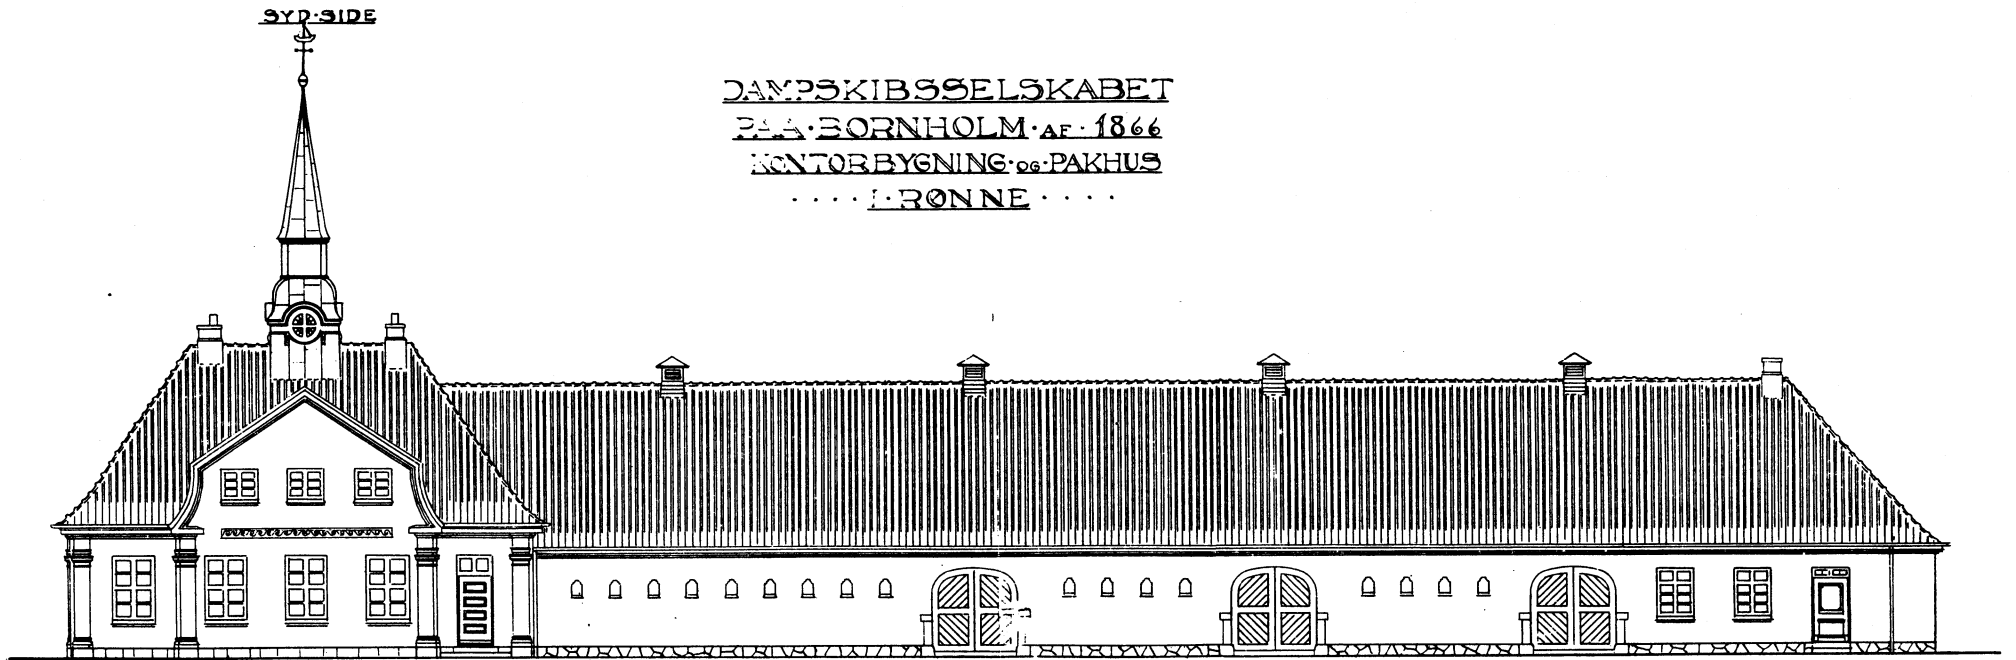 SYD·SIDE
DAMPSKIBSSELSKABET
PAA·BORNHOLM·AF·1866
KONTORBYGNING·OG·PAKHUS
····I·RØNNE····